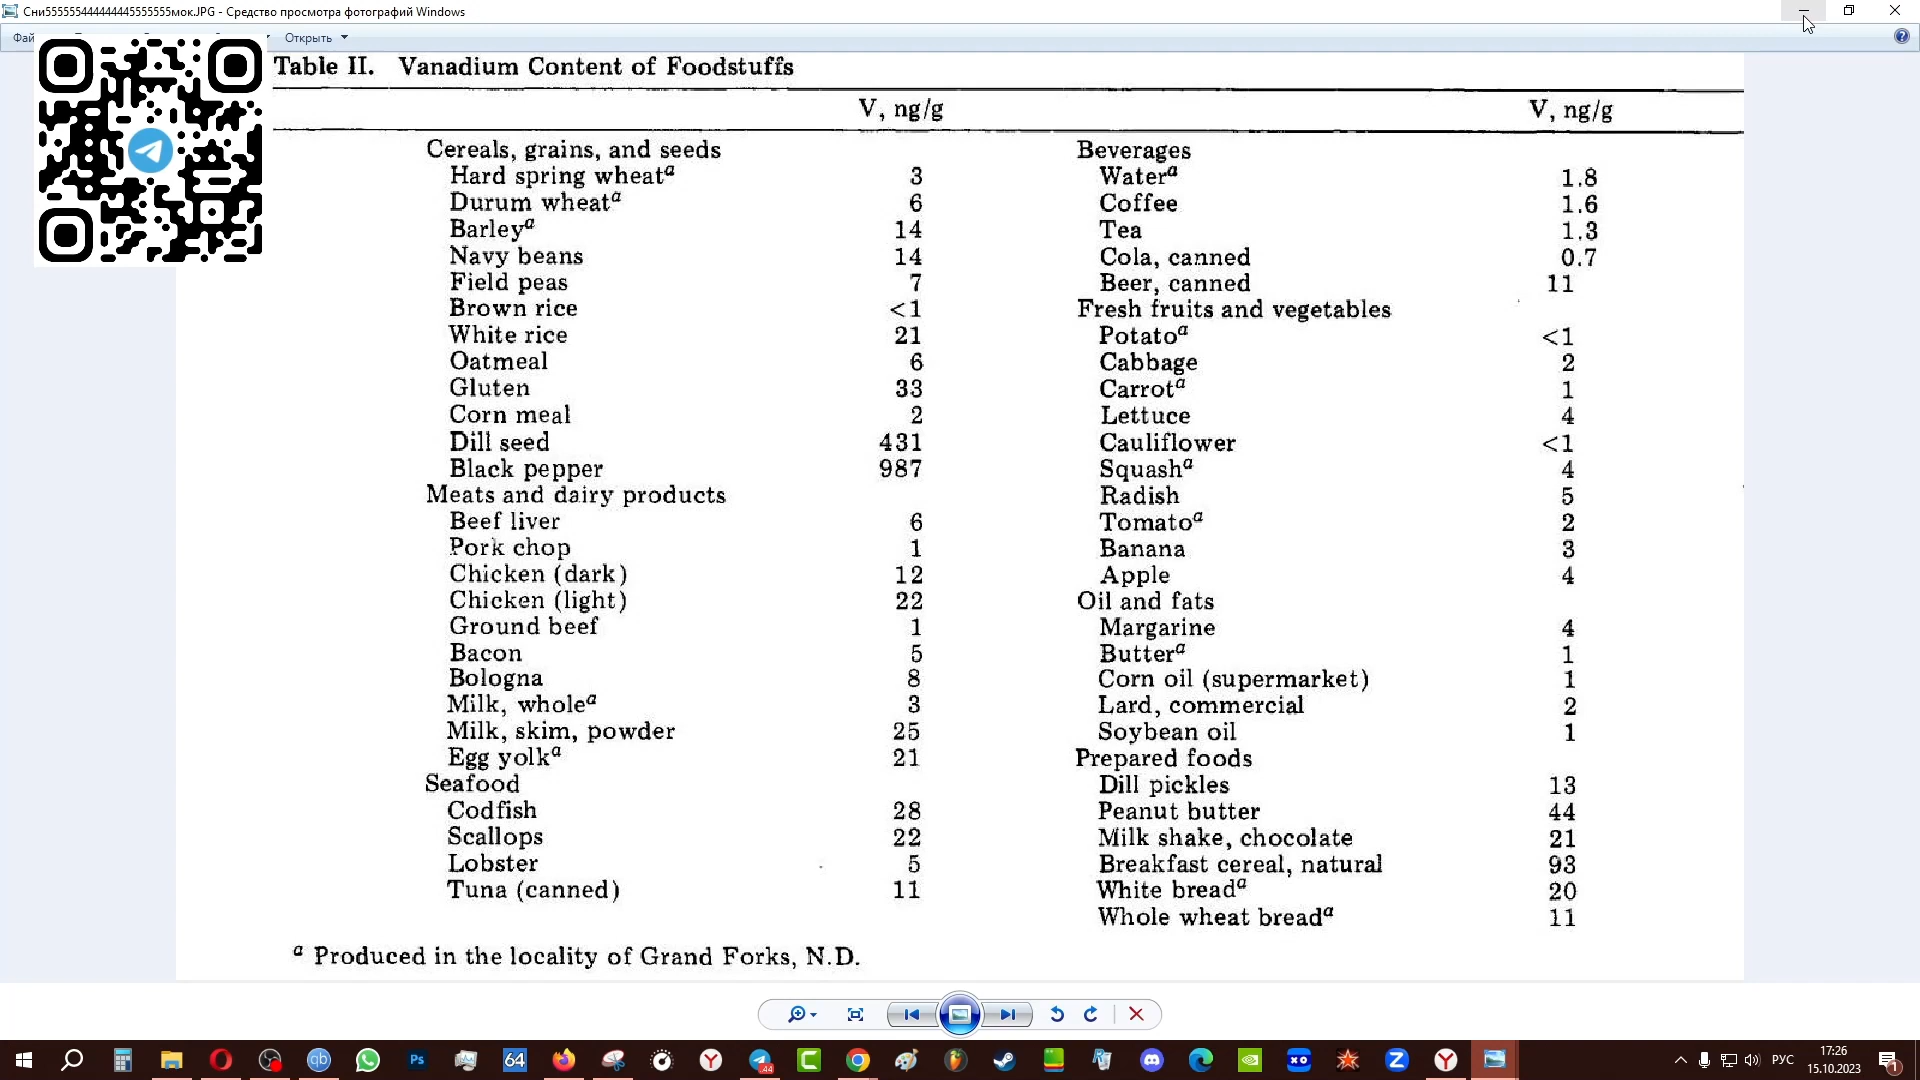 Сни555555444444445555555мок.JPG - Средство просмотра фотографий Windows
Фай
Открыть
Table II. Vanadium Content of Foodstuffs
V, ng/g
Cereals, grains, and seeds
Hard spring wheatᵃ 3
Durum wheatᵃ 6
Barleyᵃ 14
Navy beans 14
Field peas 7
Brown rice <1
White rice 21
Oatmeal 6
Gluten 33
Corn meal 2
Dill seed 431
Black pepper 987
Meats and dairy products
Beef liver 6
Pork chop 1
Chicken (dark) 12
Chicken (light) 22
Ground beef 1
Bacon 5
Bologna 8
Milk, wholeᵃ 3
Milk, skim, powder 25
Egg yolkᵃ 21
Seafood
Codfish 28
Scallops 22
Lobster 5
Tuna (canned) 11
V, ng/g
Beverages
Waterᵃ 1.8
Coffee 1.6
Tea 1.3
Cola, canned 0.7
Beer, canned 11
Fresh fruits and vegetables
Potatoᵃ <1
Cabbage 2
Carrotᵃ 1
Lettuce 4
Cauliflower <1
Squashᵃ 4
Radish 5
Tomatoᵃ 2
Banana 3
Apple 4
Oil and fats
Margarine 4
Butterᵃ 1
Corn oil (supermarket) 1
Lard, commercial 2
Soybean oil 1
Prepared foods
Dill pickles 13
Peanut butter 44
Milk shake, chocolate 21
Breakfast cereal, natural 93
White breadᵃ 20
Whole wheat breadᵃ 11
ᵃ Produced in the locality of Grand Forks, N.D.
qb
Ps
64
.44
xo
РУС
17:26
15.10.2023
1